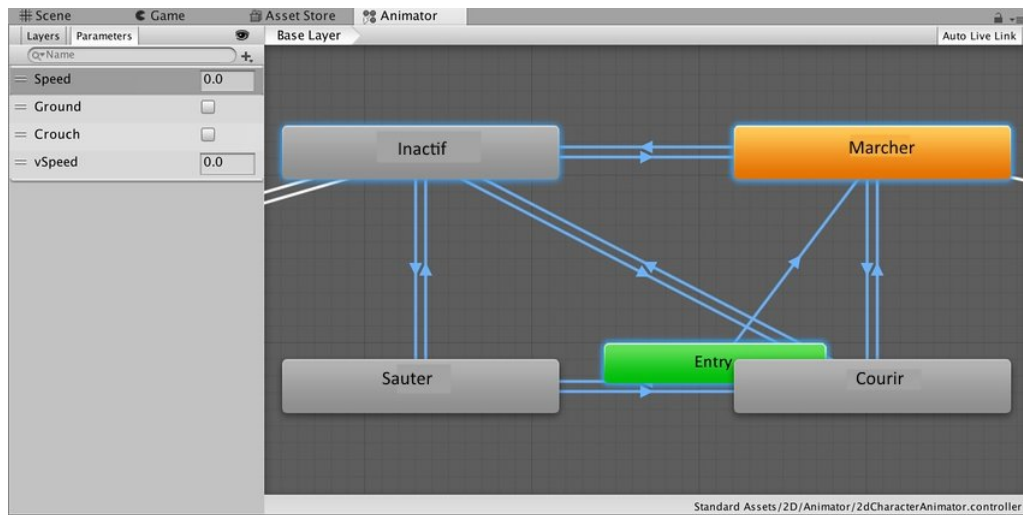 Scene Game Asset Store Animator
Layers Parameters Base Layer Auto Live Link
Name
Speed 0.0
Ground
Crouch
vSpeed 0.0
Inactif Marcher
Entry
Sauter Courir
Standard Assets/2D/Animator/2dCharacterAnimator.controller